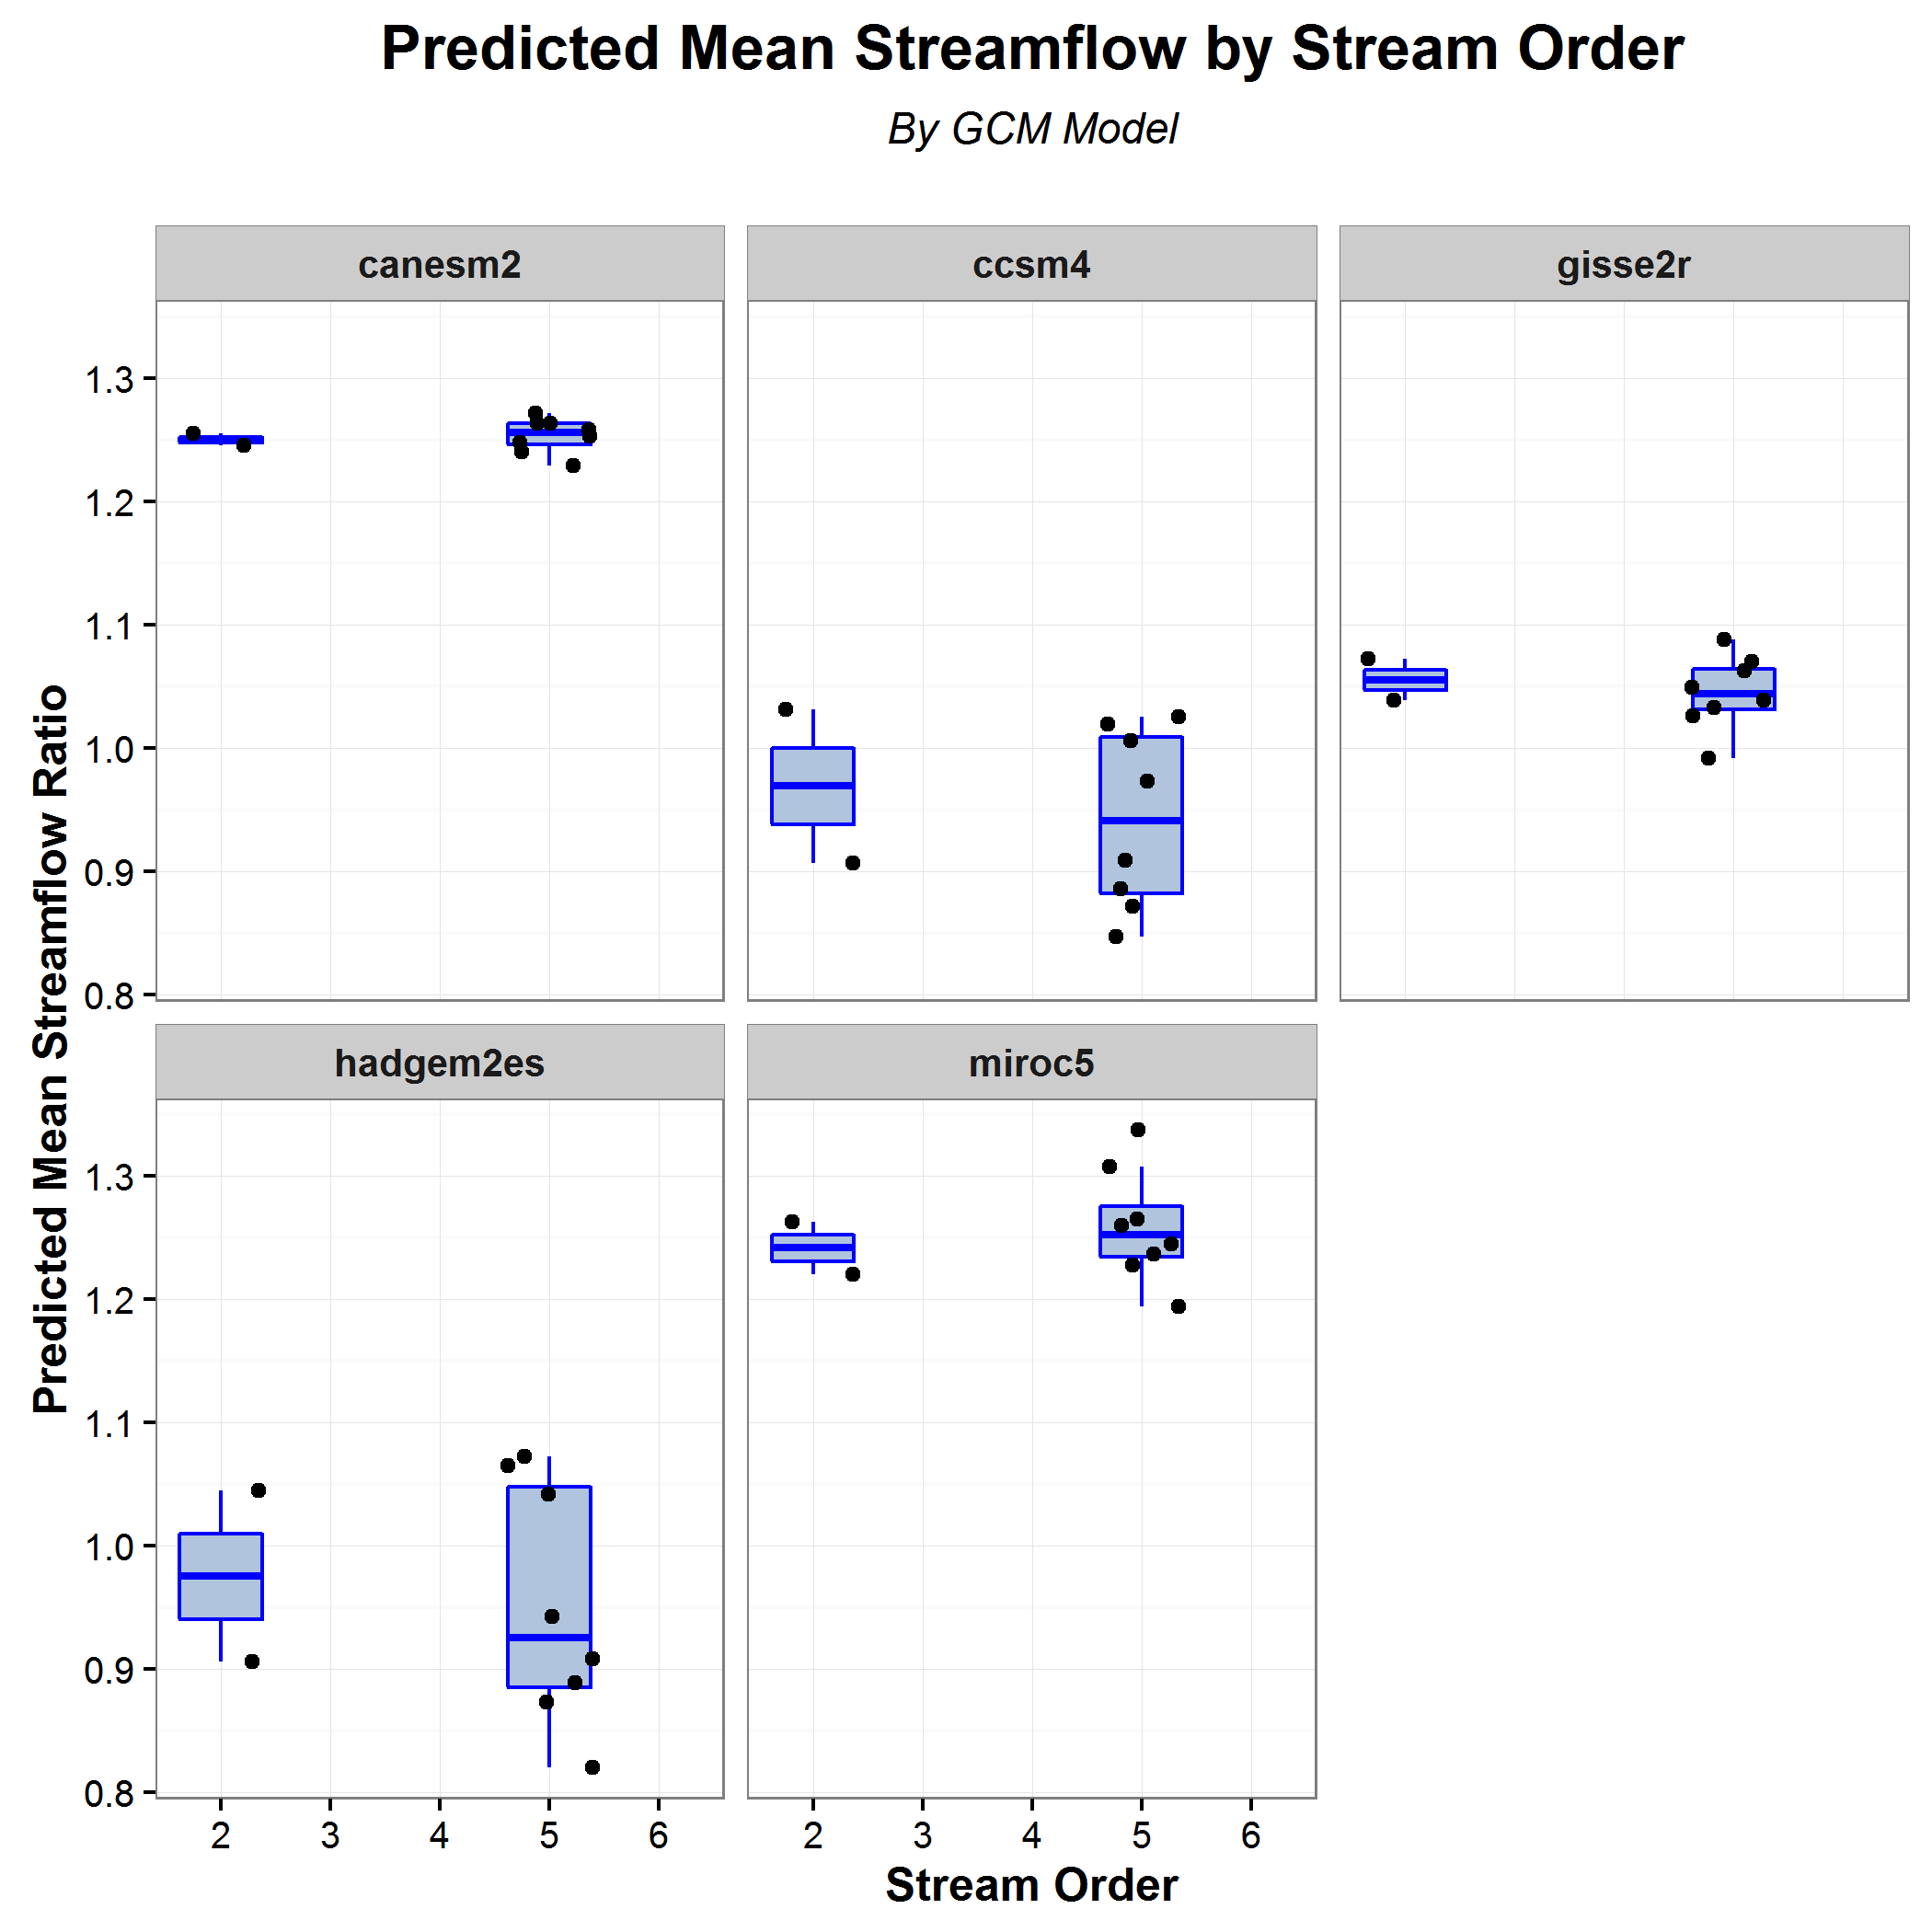 Predicted Mean Streamflow by Stream Order
By GCM Model
canesm2
ccsm4
gisse2r
1.3
1.2
1.1
1.0
0.9
0.8
Predicted Mean Streamflow Ratio
hadgem2es
miroc5
1.3
1.2
1.1
1.0
0.9
0.8
2 3 4 5 6
2 3 4 5 6
Stream Order